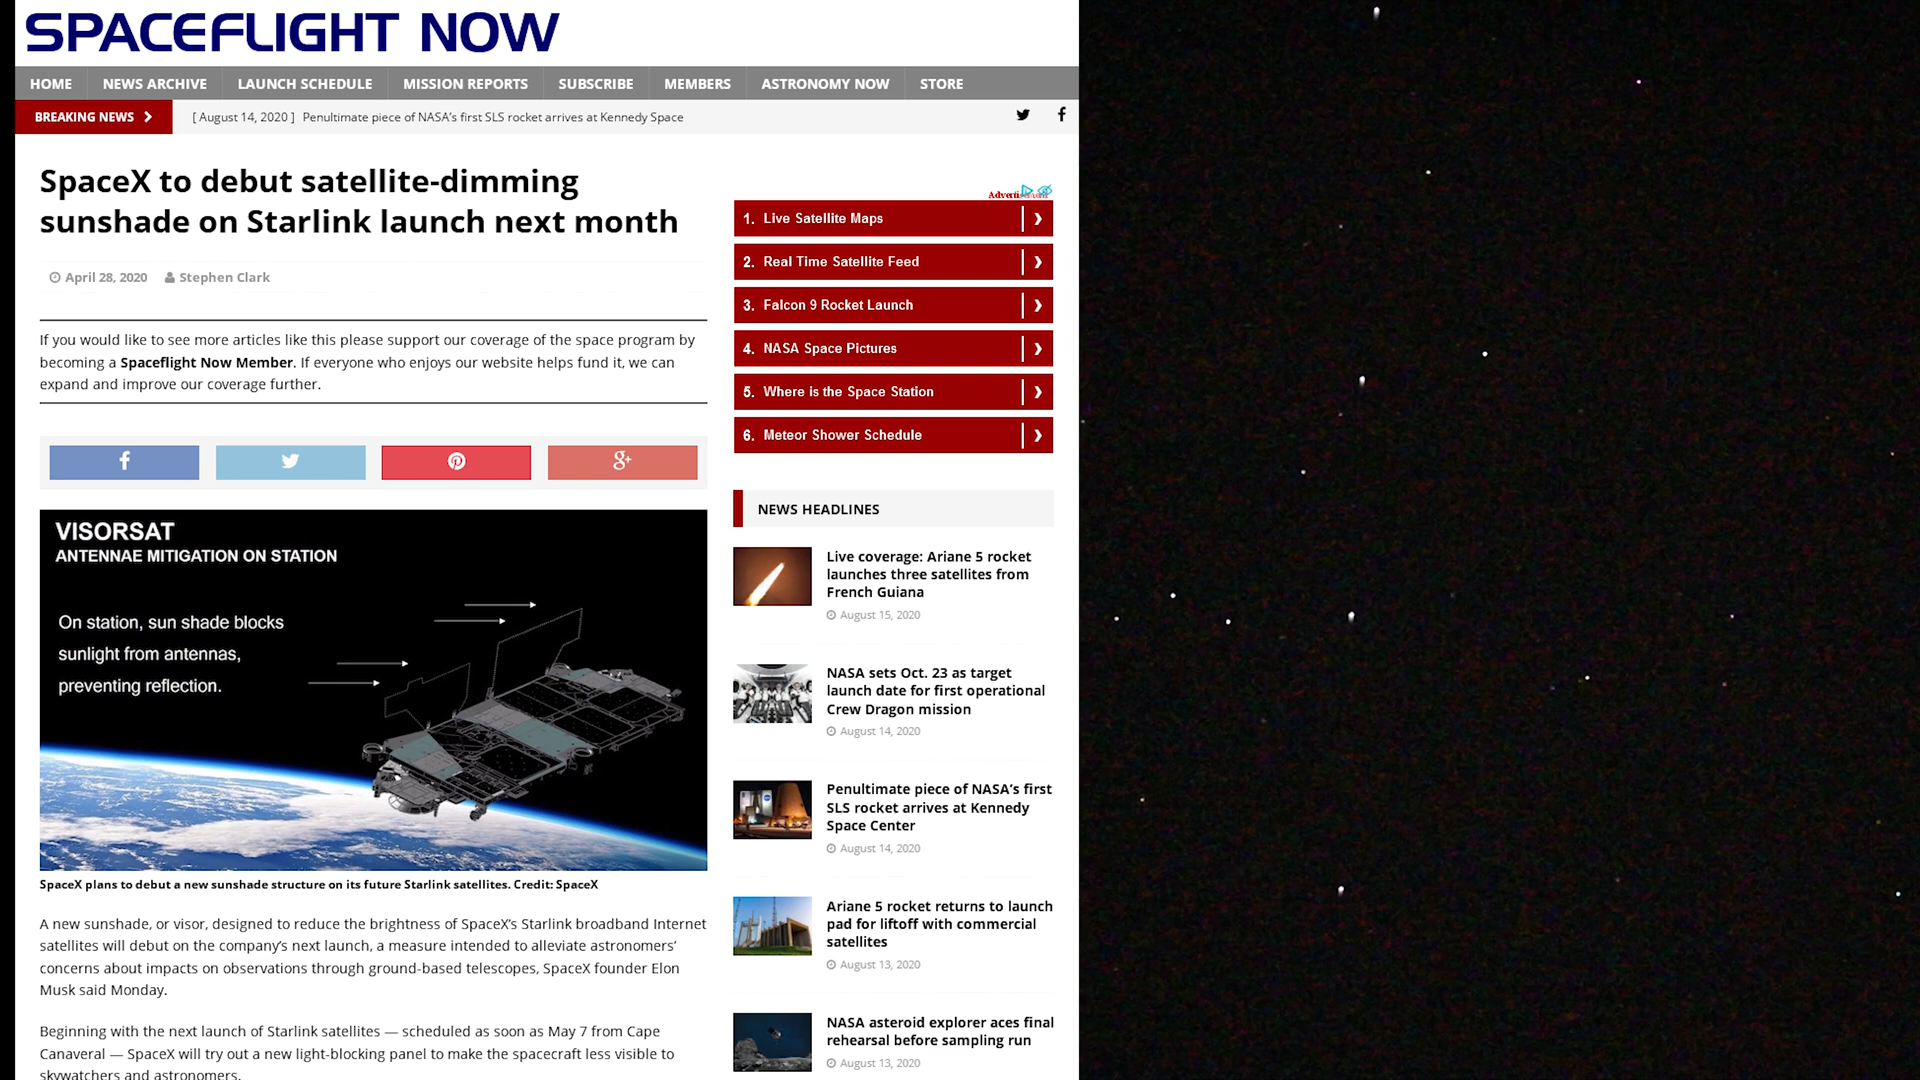 SPACEFLIGHT NOW
HOME NEWS ARCHIVE LAUNCH SCHEDULE MISSION REPORTS SUBSCRIBE MEMBERS ASTRONOMY NOW STORE
BREAKING NEWS [ August 14, 2020 ] Penultimate piece of NASA's first SLS rocket arrives at Kennedy Space
SpaceX to debut satellite-dimming
sunshade on Starlink launch next month
April 28, 2020 Stephen Clark
If you would like to see more articles like this please support our coverage of the space program by
becoming a Spaceflight Now Member. If everyone who enjoys our website helps fund it, we can
expand and improve our coverage further.
VISORSAT
ANTENNAE MITIGATION ON STATION
On station, sun shade blocks
sunlight from antennas,
preventing reflection.
SpaceX plans to debut a new sunshade structure on its future Starlink satellites. Credit: SpaceX
A new sunshade, or visor, designed to reduce the brightness of SpaceX's Starlink broadband Internet
satellites will debut on the company's next launch, a measure intended to alleviate astronomers'
concerns about impacts on observations through ground-based telescopes, SpaceX founder Elon
Musk said Monday.
Beginning with the next launch of Starlink satellites — scheduled as soon as May 7 from Cape
Canaveral — SpaceX will try out a new light-blocking panel to make the spacecraft less visible to
skywatchers and astronomers.
1. Live Satellite Maps
2. Real Time Satellite Feed
3. Falcon 9 Rocket Launch
4. NASA Space Pictures
5. Where is the Space Station
6. Meteor Shower Schedule
NEWS HEADLINES
Live coverage: Ariane 5 rocket
launches three satellites from
French Guiana
August 15, 2020
NASA sets Oct. 23 as target
launch date for first operational
Crew Dragon mission
August 14, 2020
Penultimate piece of NASA's first
SLS rocket arrives at Kennedy
Space Center
August 14, 2020
Ariane 5 rocket returns to launch
pad for liftoff with commercial
satellites
August 13, 2020
NASA asteroid explorer aces final
rehearsal before sampling run
August 13, 2020